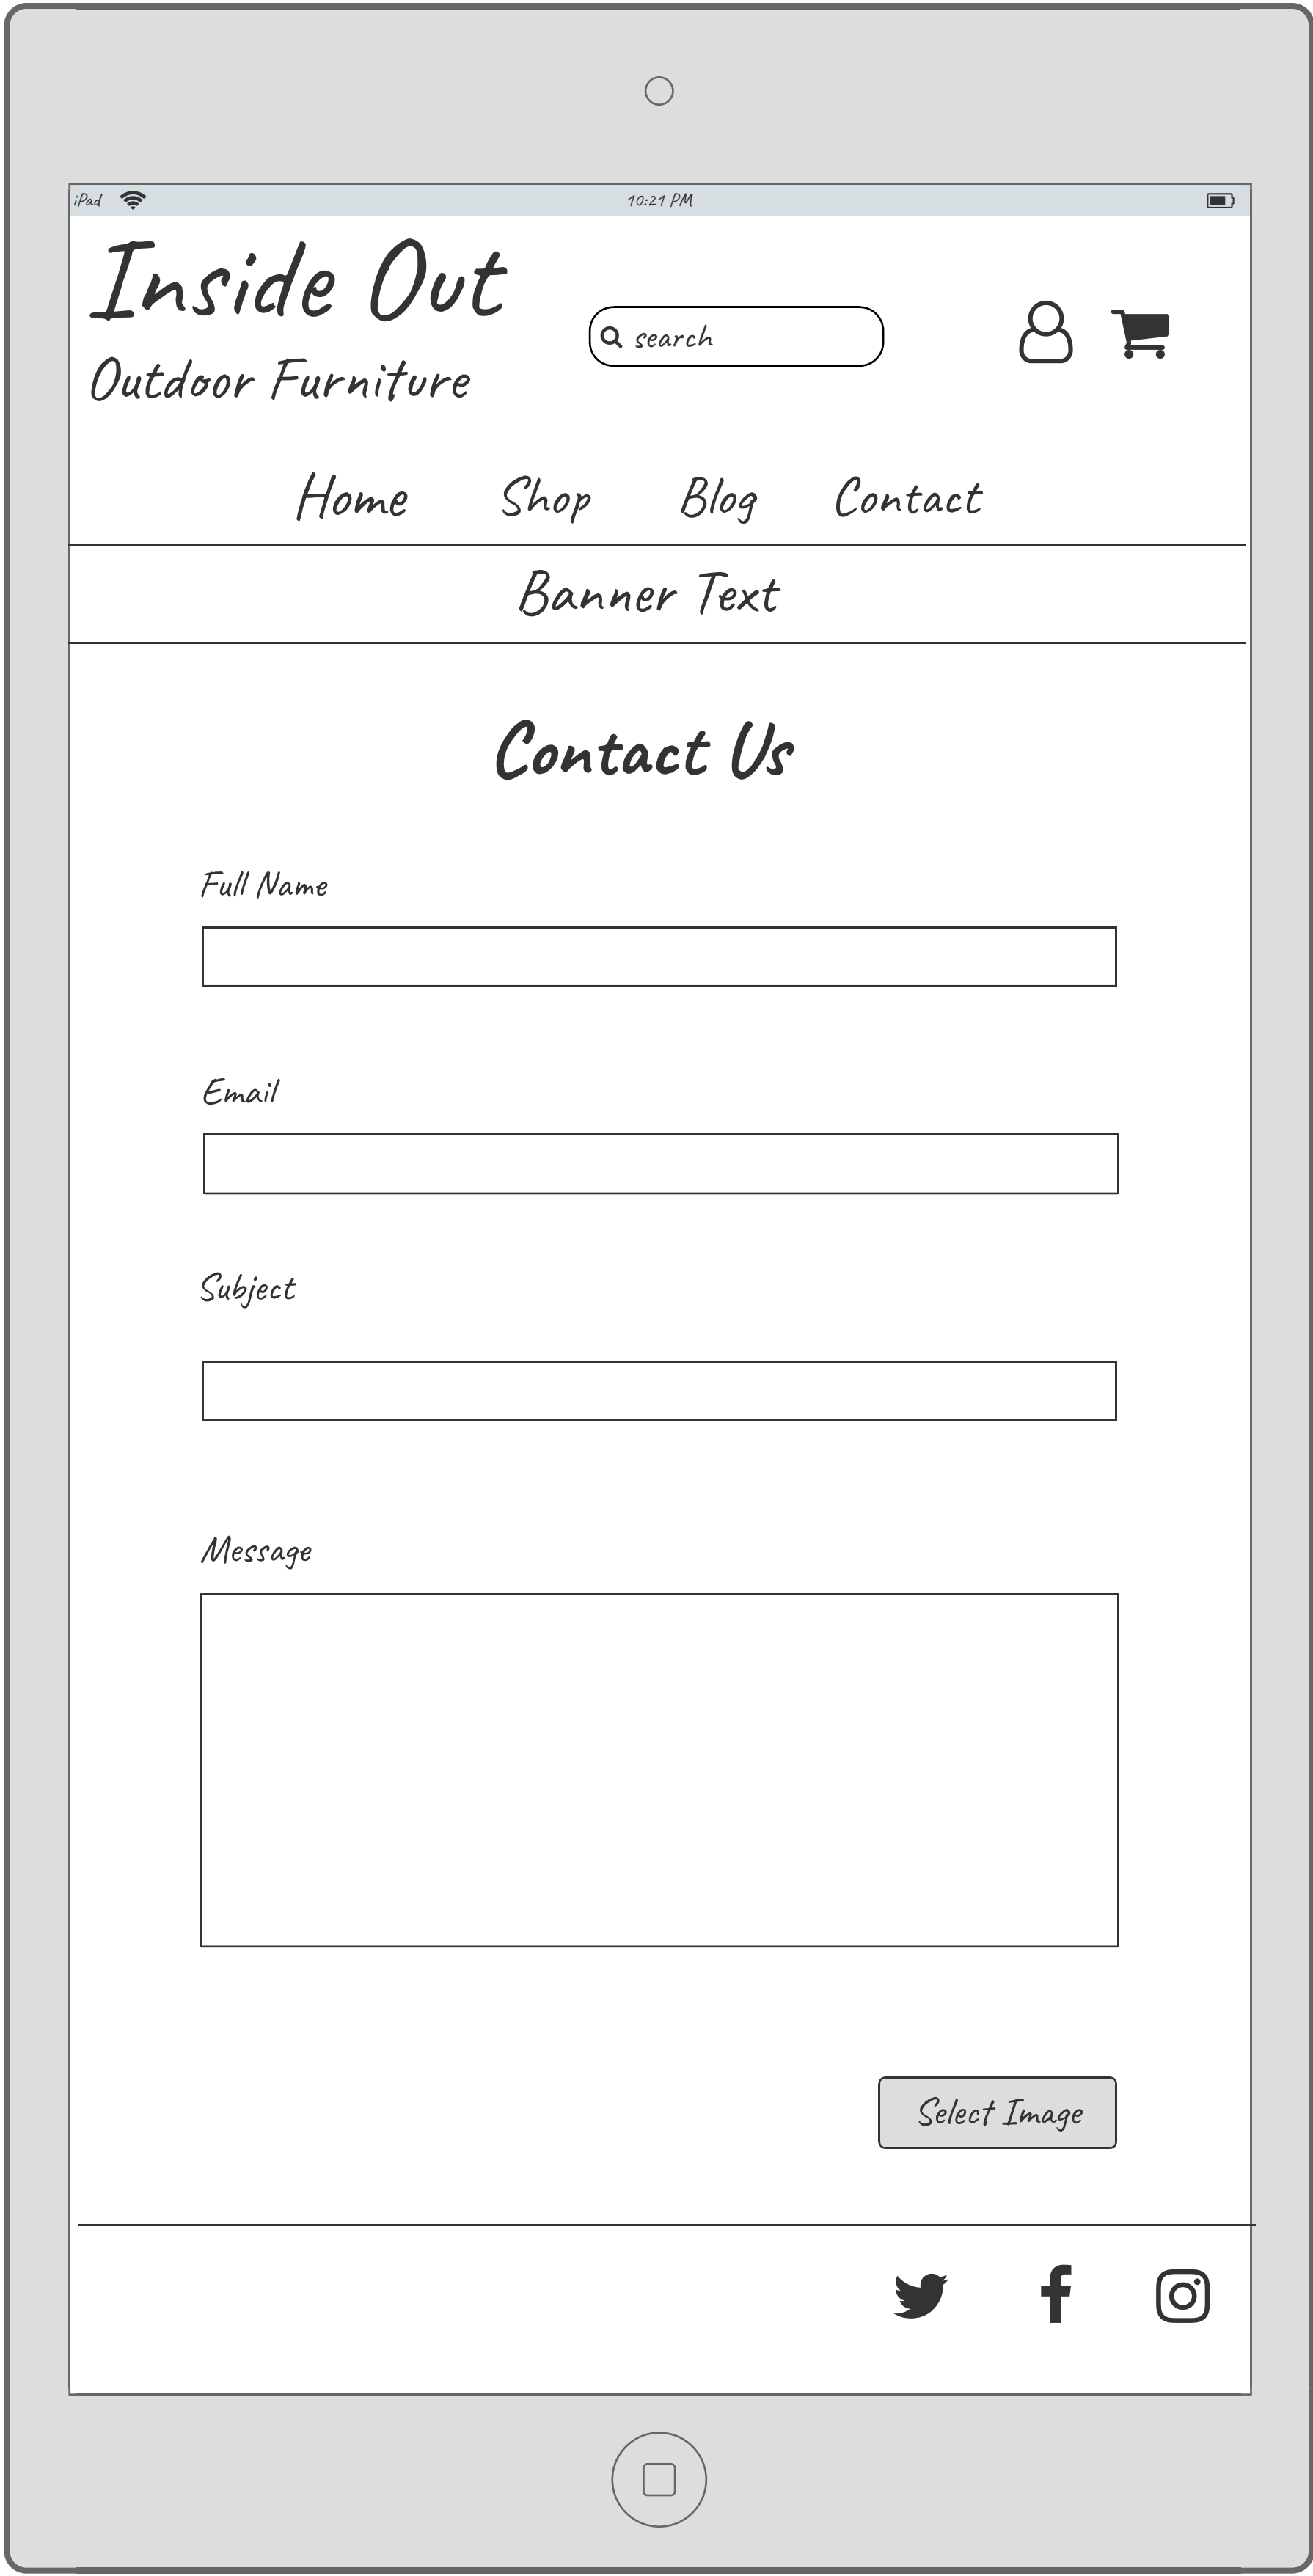 iPad 10:21 PM
Inside Out
search
Outdoor Furniture
Home Shop Blog Contact
Banner Text
Contact Us
Full Name
Email
Subject
Message
Select Image